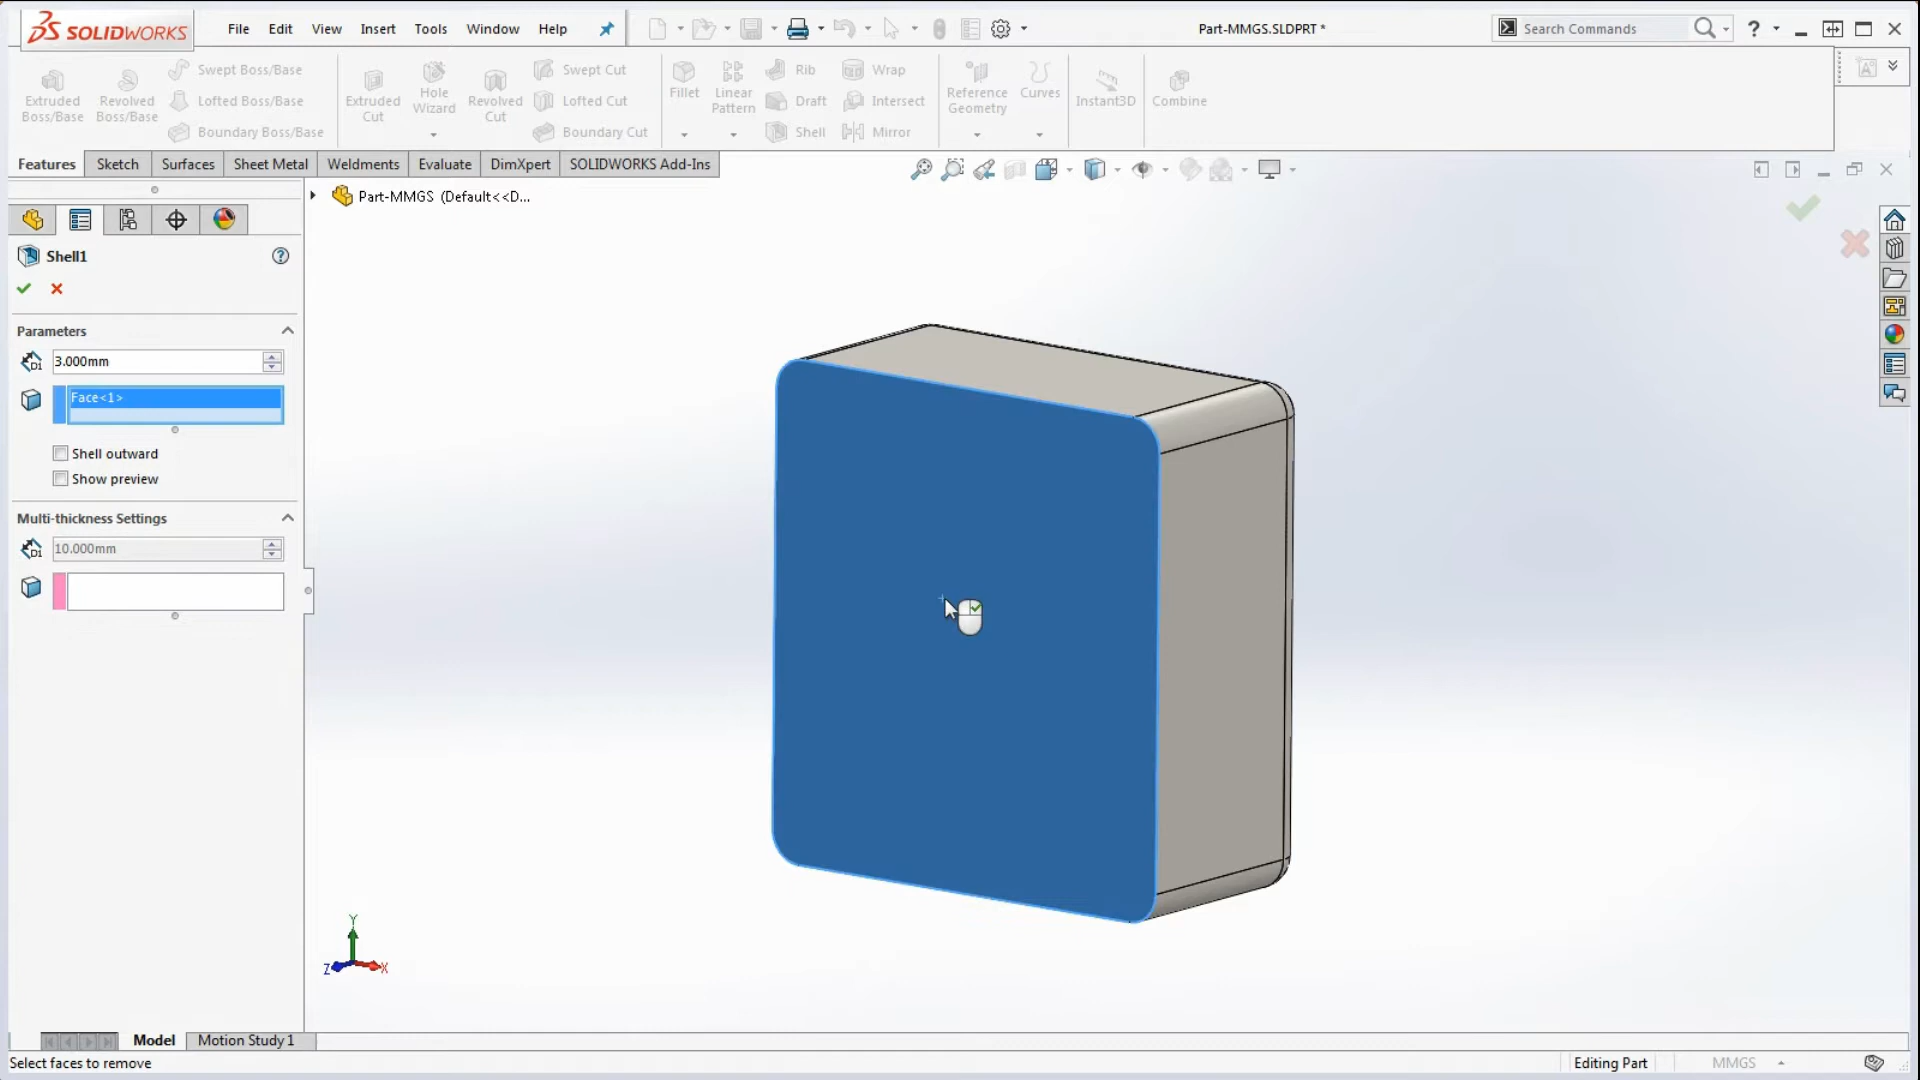 SOLIDWORKS File Edit View Insert Tools Window Help Part-MMGS.SLDPRT * Search Commands ?
Extruded Boss/Base
Revolved Boss/Base
Swept Boss/Base
Lofted Boss/Base
Boundary Boss/Base
Extruded Cut
Hole Wizard
Revolved Cut
Swept Cut
Lofted Cut
Boundary Cut
Fillet
Linear Pattern
Rib
Draft
Shell
Wrap
Intersect
Mirror
Reference Geometry
Curves
Instant3D
Combine
Features Sketch Surfaces Sheet Metal Weldments Evaluate DimXpert SOLIDWORKS Add-Ins
Part-MMGS (Default<<D...
Shell1
Parameters
D1 3.000mm
Face<1>
Shell outward
Show preview
Multi-thickness Settings
D1 10.000mm
Y
Z X
Model Motion Study 1
Select faces to remove Editing Part MMGS